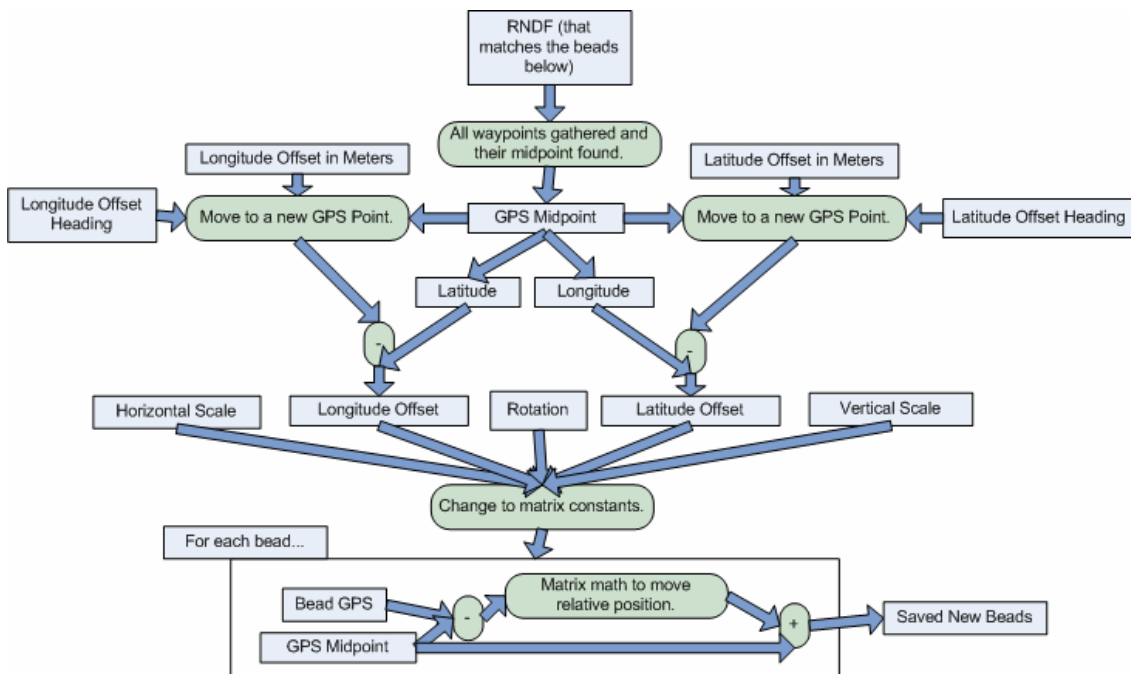 RNDF (that
matches the beads
below)
All waypoints gathered and
their midpoint found.
Longitude Offset in Meters
Latitude Offset in Meters
Longitude Offset
Heading
Move to a new GPS Point.
GPS Midpoint
Move to a new GPS Point.
Latitude Offset Heading
Latitude
Longitude
-
-
Horizontal Scale
Longitude Offset
Rotation
Latitude Offset
Vertical Scale
Change to matrix constants.
For each bead...
Matrix math to move
relative position.
Bead GPS
-
+
Saved New Beads
GPS Midpoint